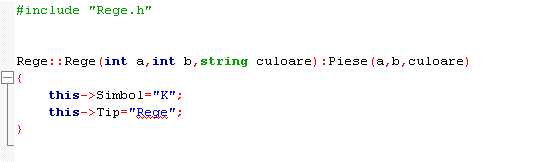 #include "Rege.h"
Rege::Rege(int a,int b,string culoare):Piese(a,b,culoare)
{
this->Simbol="K";
this->Tip="Rege";
}